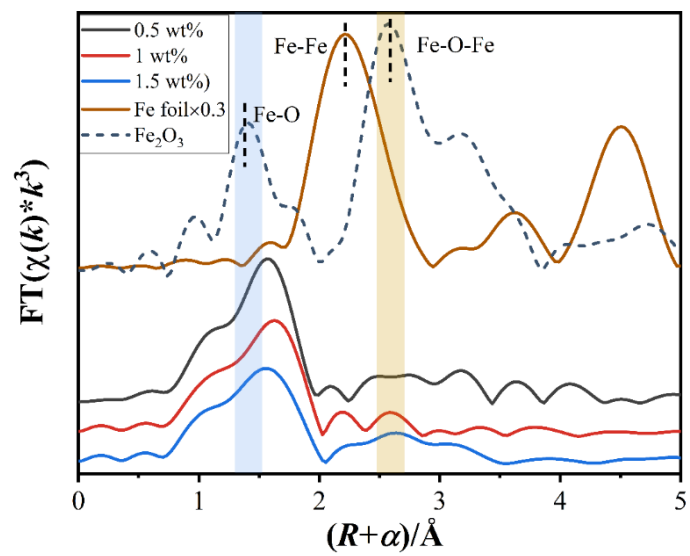 0.5 wt%
1 wt%
1.5 wt%)
Fe foil×0.3
Fe₂O₃
Fe-Fe
Fe-O-Fe
Fe-O
FT(χ(k)*k³)
0 1 2 3 4 5
(R+α)/Å